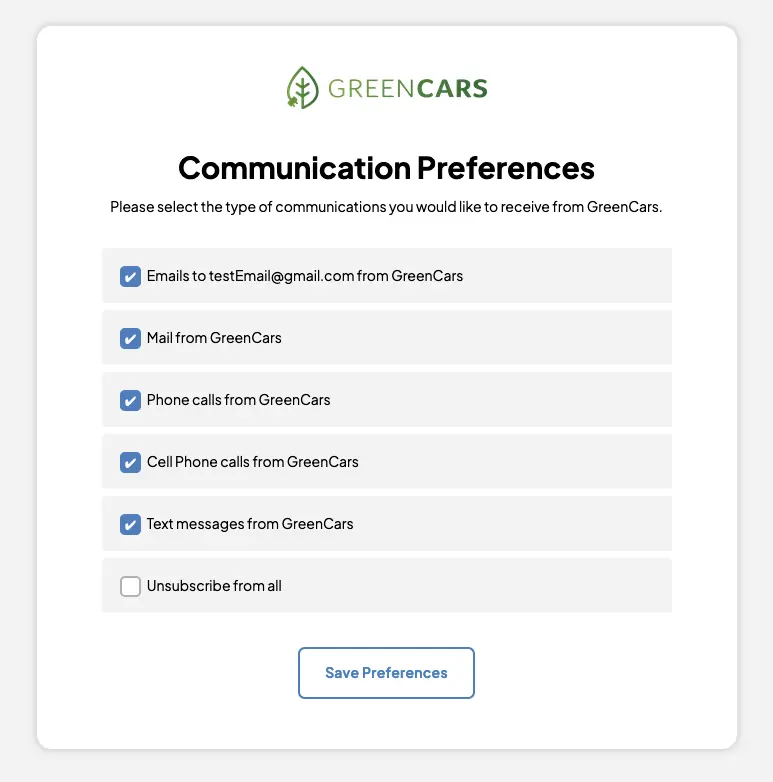 GREENCARS
Communication Preferences
Please select the type of communications you would like to receive from GreenCars.
Emails to testEmail@gmail.com from GreenCars
Mail from GreenCars
Phone calls from GreenCars
Cell Phone calls from GreenCars
Text messages from GreenCars
Unsubscribe from all
Save Preferences